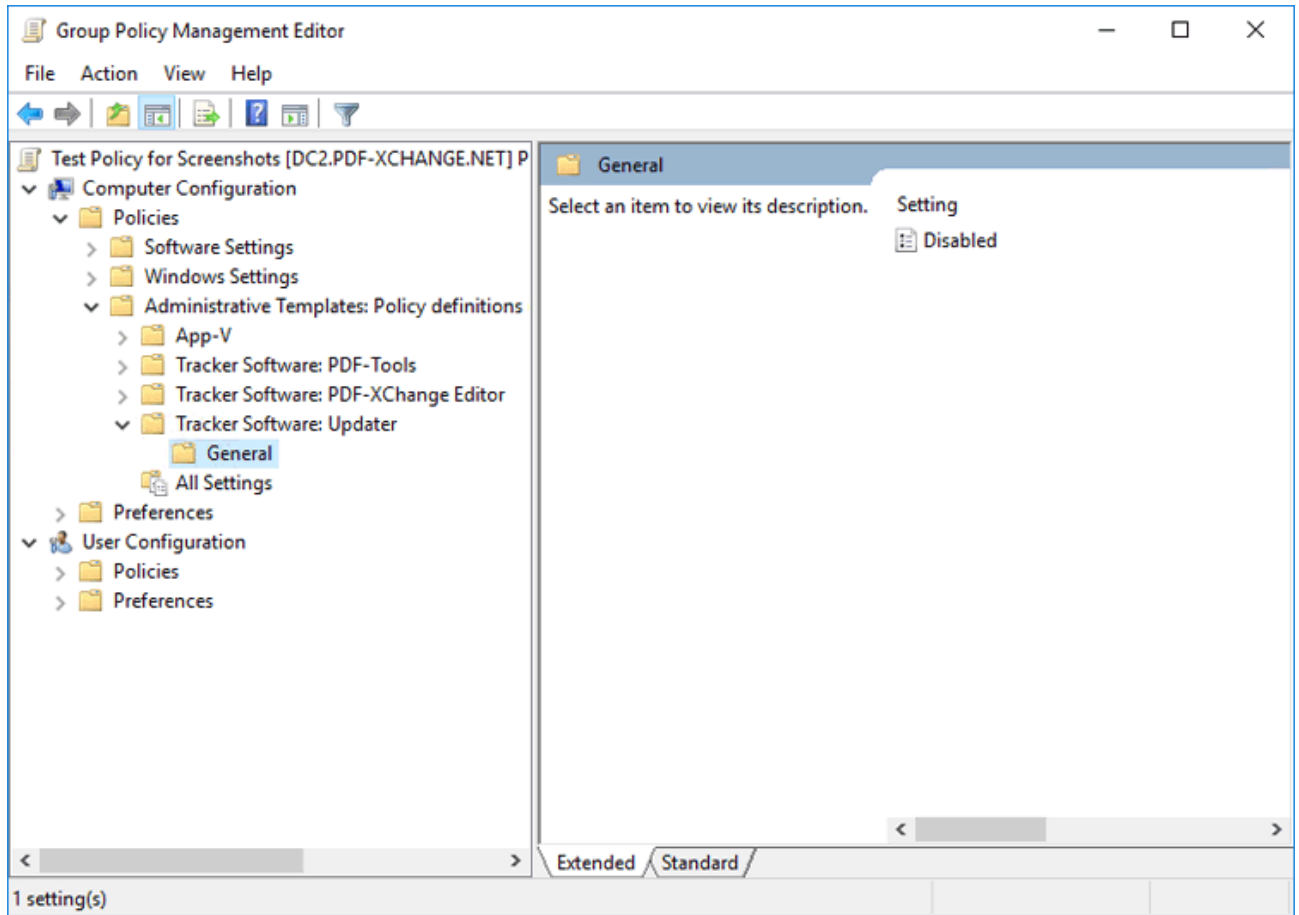 Group Policy Management Editor
File Action View Help
Test Policy for Screenshots [DC2.PDF-XCHANGE.NET] P
Computer Configuration
Policies
Software Settings
Windows Settings
Administrative Templates: Policy definitions
App-V
Tracker Software: PDF-Tools
Tracker Software: PDF-XChange Editor
Tracker Software: Updater
General
All Settings
Preferences
User Configuration
Policies
Preferences
General
Select an item to view its description.
Setting
Disabled
Extended Standard
1 setting(s)